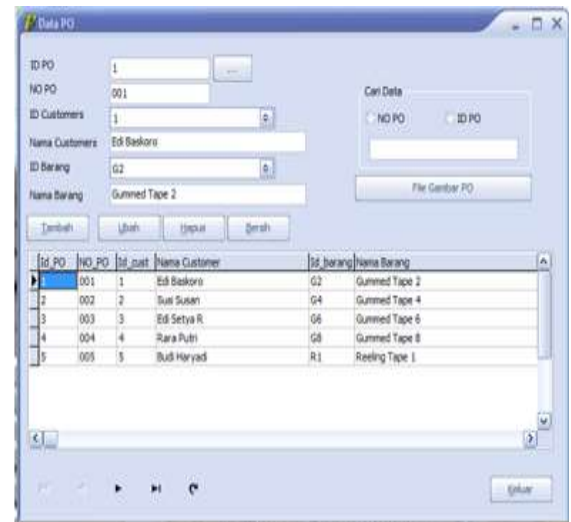 Data PO
ID PO 1 ...
NO PO 001
ID Customers 1
Nama Customers Edi Baskoro
ID Barang G2
Nama Barang Gummed Tape 2
Cari Data
NO PO ID PO
File Gambar PO
Tambah Ubah Hapus Bersih
Id_PO NO_PO Id_cust Nama Customer Id_barang Nama Barang
1 001 1 Edi Baskoro G2 Gummed Tape 2
2 002 2 Susi Susan G4 Gummed Tape 4
3 003 3 Edi Setya R G6 Gummed Tape 6
4 004 4 Rara Putri G8 Gummed Tape 8
5 005 5 Budi Haryadi R1 Reeling Tape 1
Keluar